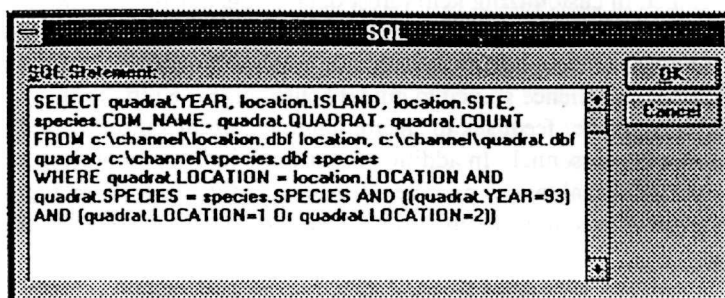 SQL
SQL Statement:
OK
SELECT quadrat.YEAR, location.ISLAND, location.SITE,
species.COM_NAME, quadrat.QUADRAT, quadrat.COUNT
FROM c:\channel\location.dbf location, c:\channel\quadrat.dbf
quadrat, c:\channel\species.dbf species
WHERE quadrat.LOCATION = location.LOCATION AND
quadrat.SPECIES = species.SPECIES AND ((quadrat.YEAR=93)
AND (quadrat.LOCATION=1 Or quadrat.LOCATION=2))
Cancel